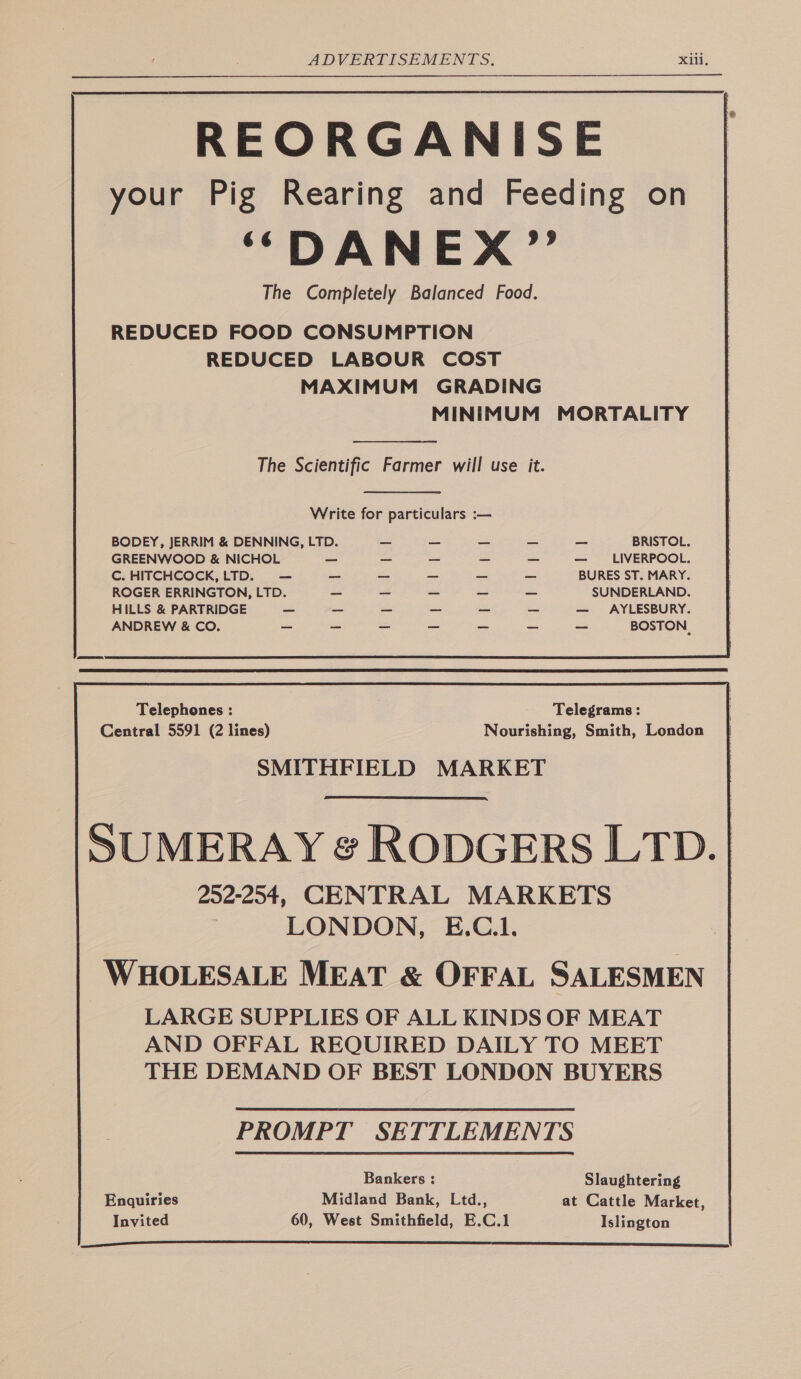 ADVERTISEMENTS. xiii.
REORGANISE
your Pig Rearing and Feeding on
“DANEX”
The Completely Balanced Food.
REDUCED FOOD CONSUMPTION
REDUCED LABOUR COST
MAXIMUM GRADING
MINIMUM MORTALITY
The Scientific Farmer will use it.
Write for particulars :—
BODEY, JERRIM & DENNING, LTD. — — — — — BRISTOL.
GREENWOOD & NICHOL — — — — — — LIVERPOOL.
C. HITCHCOCK, LTD. — — — — — — BURES ST. MARY.
ROGER ERRINGTON, LTD. — — — — — SUNDERLAND.
HILLS & PARTRIDGE — — — — — — — AYLESBURY.
ANDREW & CO. — — — — — — — BOSTON.
Telephones : Telegrams :
Central 5591 (2 lines) Nourishing, Smith, London
SMITHFIELD MARKET
SUMERAY & RODGERS LTD.
252-254, CENTRAL MARKETS
LONDON, E.C.1.
WHOLESALE MEAT & OFFAL SALESMEN
LARGE SUPPLIES OF ALL KINDS OF MEAT
AND OFFAL REQUIRED DAILY TO MEET
THE DEMAND OF BEST LONDON BUYERS
PROMPT SETTLEMENTS
Bankers : Slaughtering
Enquiries Midland Bank, Ltd., at Cattle Market,
Invited 60, West Smithfield, E.C.1 Islington